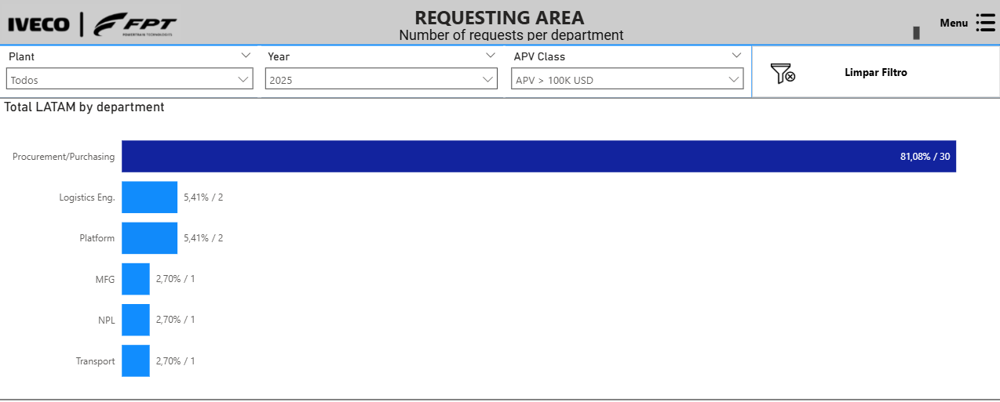 IVECO | FPT
POWERTRAIN TECHNOLOGIES
REQUESTING AREA
Number of requests per department
Menu
Plant
Todos
Year
2025
APV Class
APV > 100K USD
Limpar Filtro
Total LATAM by department
Procurement/Purchasing 81,08% / 30
Logistics Eng. 5,41% / 2
Platform 5,41% / 2
MFG 2,70% / 1
NPL 2,70% / 1
Transport 2,70% / 1